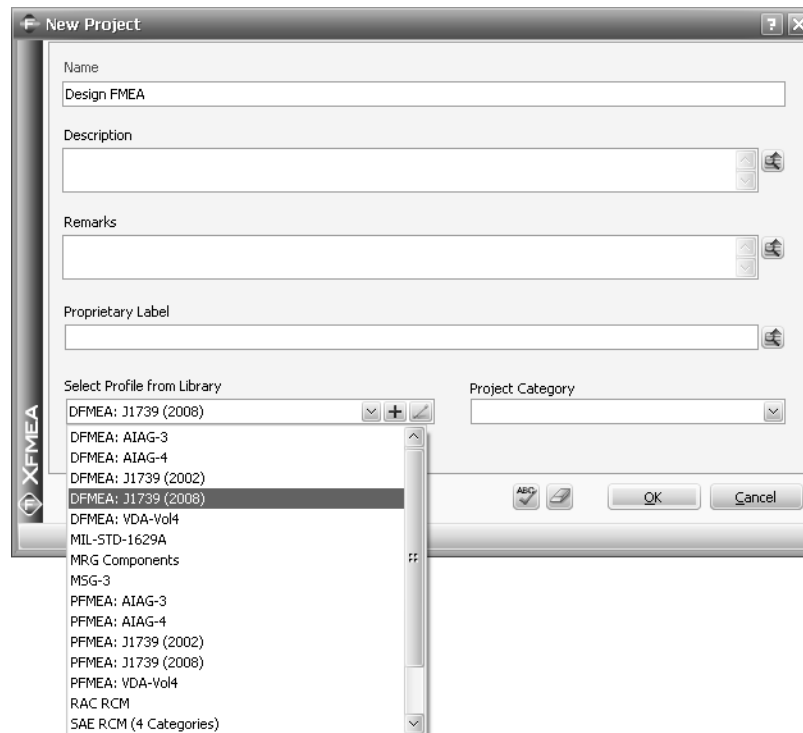 New Project
Name
Design FMEA
Description
Remarks
Proprietary Label
Select Profile from Library
Project Category
DFMEA: J1739 (2008)
DFMEA: AIAG-3
DFMEA: AIAG-4
DFMEA: J1739 (2002)
DFMEA: J1739 (2008)
DFMEA: VDA-Vol4
MIL-STD-1629A
MRG Components
MSG-3
PFMEA: AIAG-3
PFMEA: AIAG-4
PFMEA: J1739 (2002)
PFMEA: J1739 (2008)
PFMEA: VDA-Vol4
RAC RCM
SAE RCM (4 Categories)
ABC
OK
Cancel
XFMEA